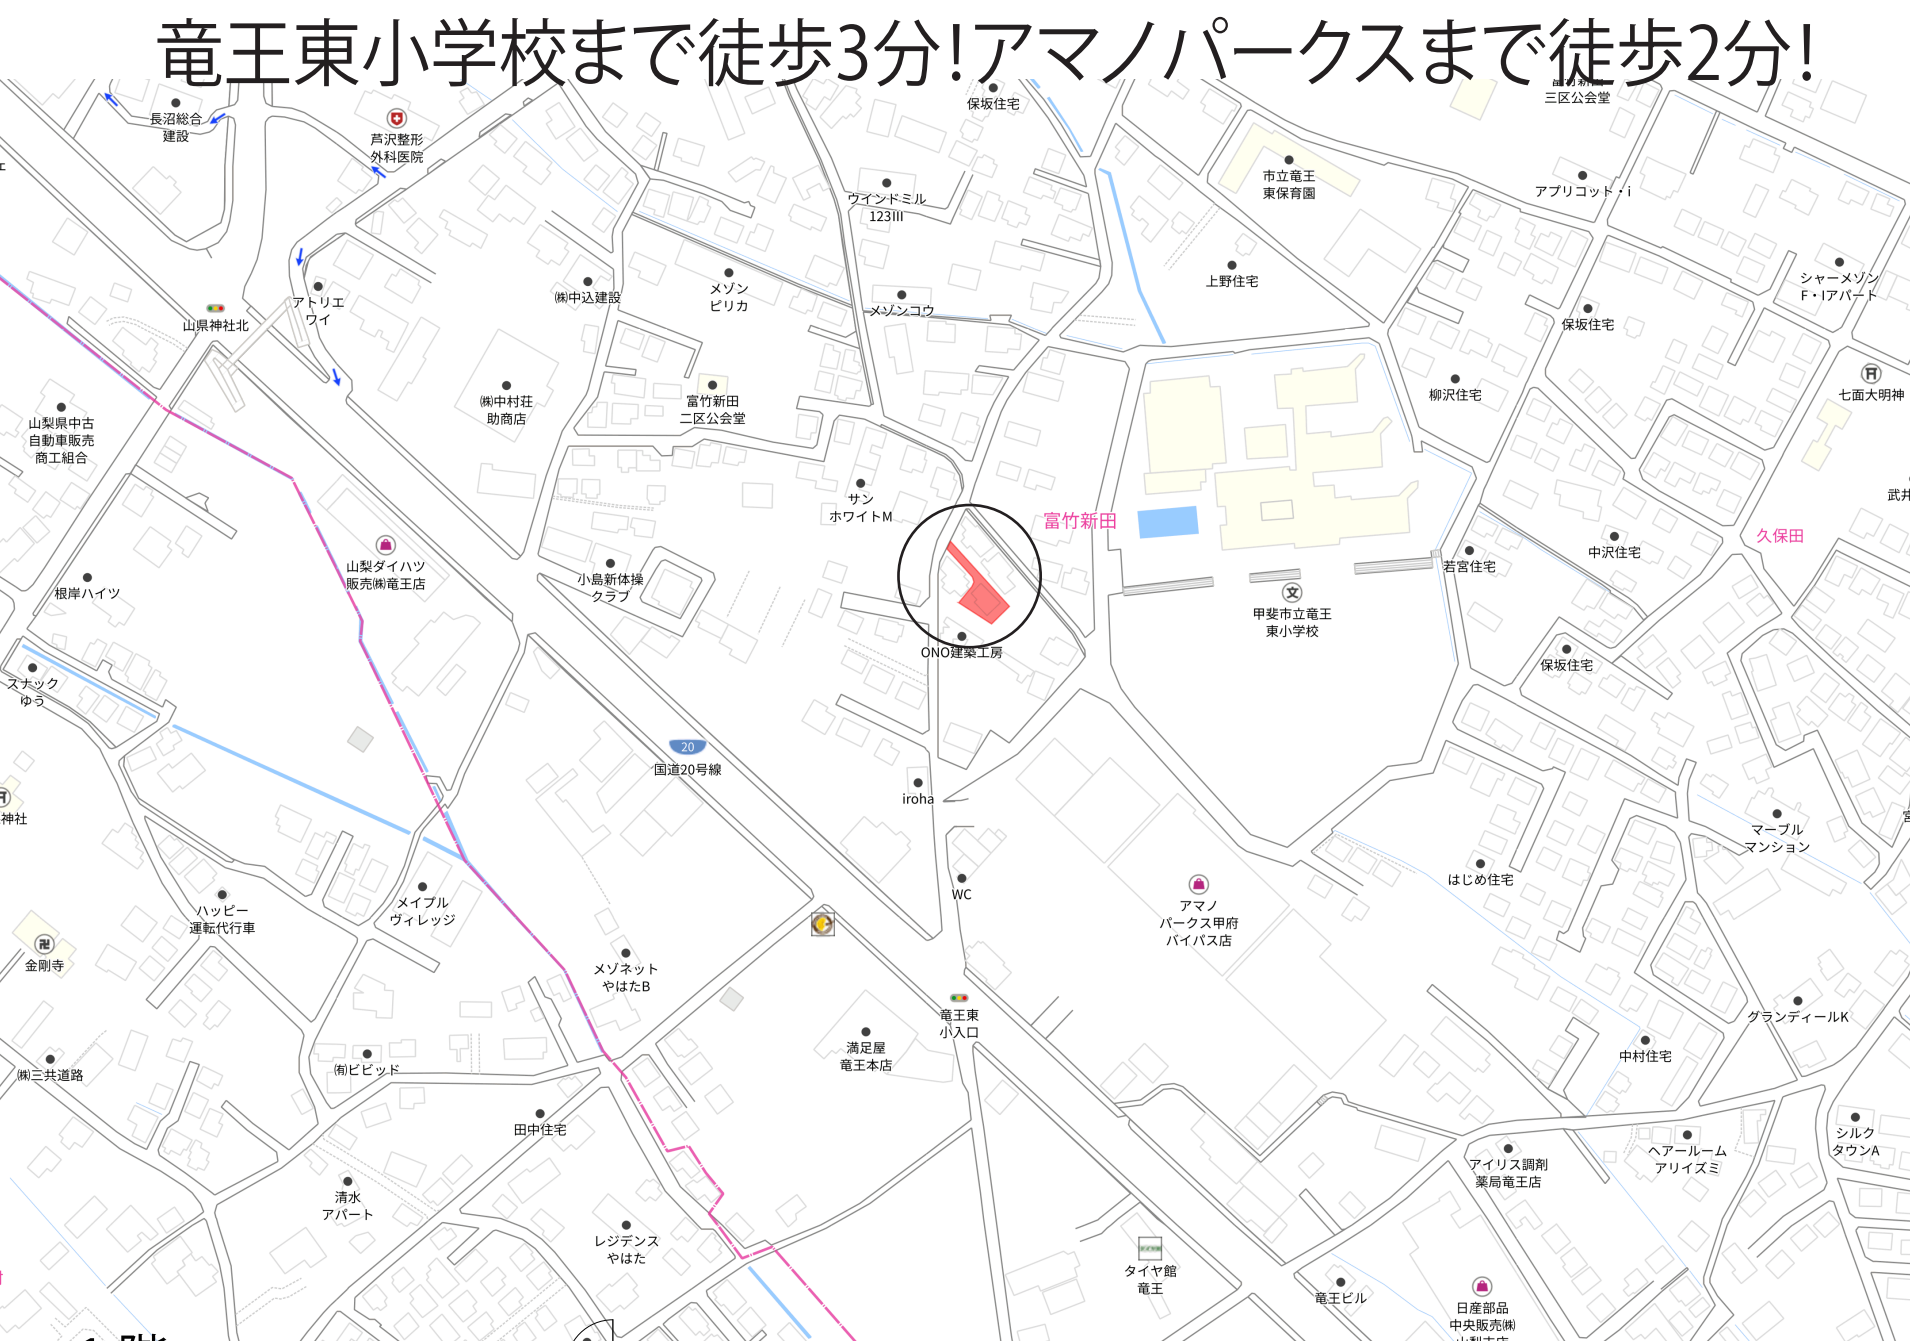 竜王東小学校まで徒歩3分!アマノパークスまで徒歩2分!
長沼総合
建設
芦沢整形
外科医院
保坂住宅
三区公会堂
市立竜王
東保育園
アプリコット・i
ウインドミル
123III
上野住宅
シャーメゾン
F・Iアパート
アトリエ
ワイ
㈱中込建設
メゾン
ピリカ
メゾンコウ
保坂住宅
山県神社北
山梨県中古
自動車販売
商工組合
㈱中村荘
助商店
富竹新田
二区公会堂
柳沢住宅
七面大明神
サン
ホワイトM
富竹新田
久保田
武井
中沢住宅
若宮住宅
山梨ダイハツ
販売㈱竜王店
小島新体操
クラブ
根岸ハイツ
文
甲斐市立竜王
東小学校
ONO建築工房
保坂住宅
スナック
ゆう
20
国道20号線
iroha
神社
マーブル
マンション
はじめ住宅
WC
アマノ
パークス甲府
バイパス店
メイプル
ヴィレッジ
ハッピー
運転代行車
金剛寺
メゾネット
やはたB
竜王東
小入口
満足屋
竜王本店
グランディールK
中村住宅
㈱三共道路
㈲ビビッド
田中住宅
シルク
タウンA
ヘアールーム
アリイズミ
アイリス調剤
薬局竜王店
清水
アパート
レジデンス
やはた
タイヤ館
竜王
竜王ビル
日産部品
中央販売㈱